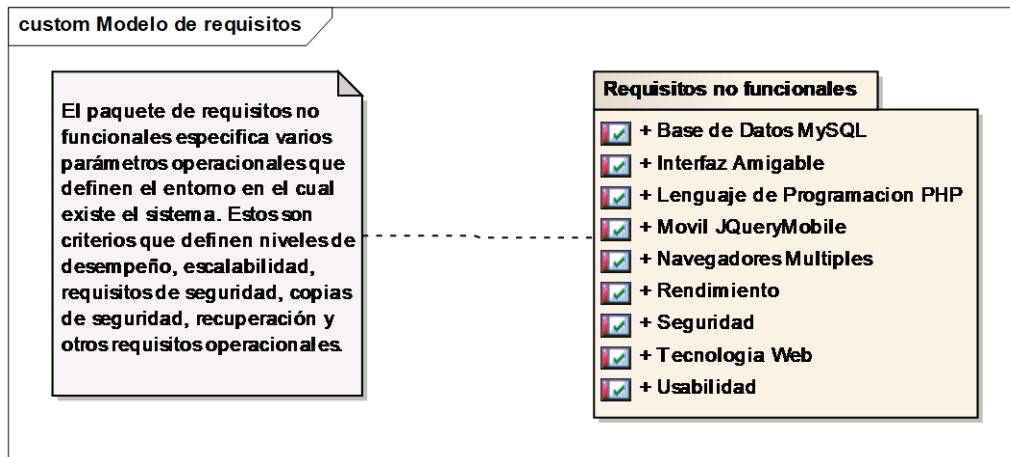 custom Modelo de requisitos
El paquete de requisitos no
funcionales especifica varios
parámetros operacionales que
definen el entorno en el cual
existe el sistema. Estos son
criterios que definen niveles de
desempeño, escalabilidad,
requisitos de seguridad, copias
de seguridad, recuperación y
otros requisitos operacionales.
Requisitos no funcionales
+ Base de Datos MySQL
+ Interfaz Amigable
+ Lenguaje de Programacion PHP
+ Movil JQueryMobile
+ Navegadores Multiples
+ Rendimiento
+ Seguridad
+ Tecnologia Web
+ Usabilidad